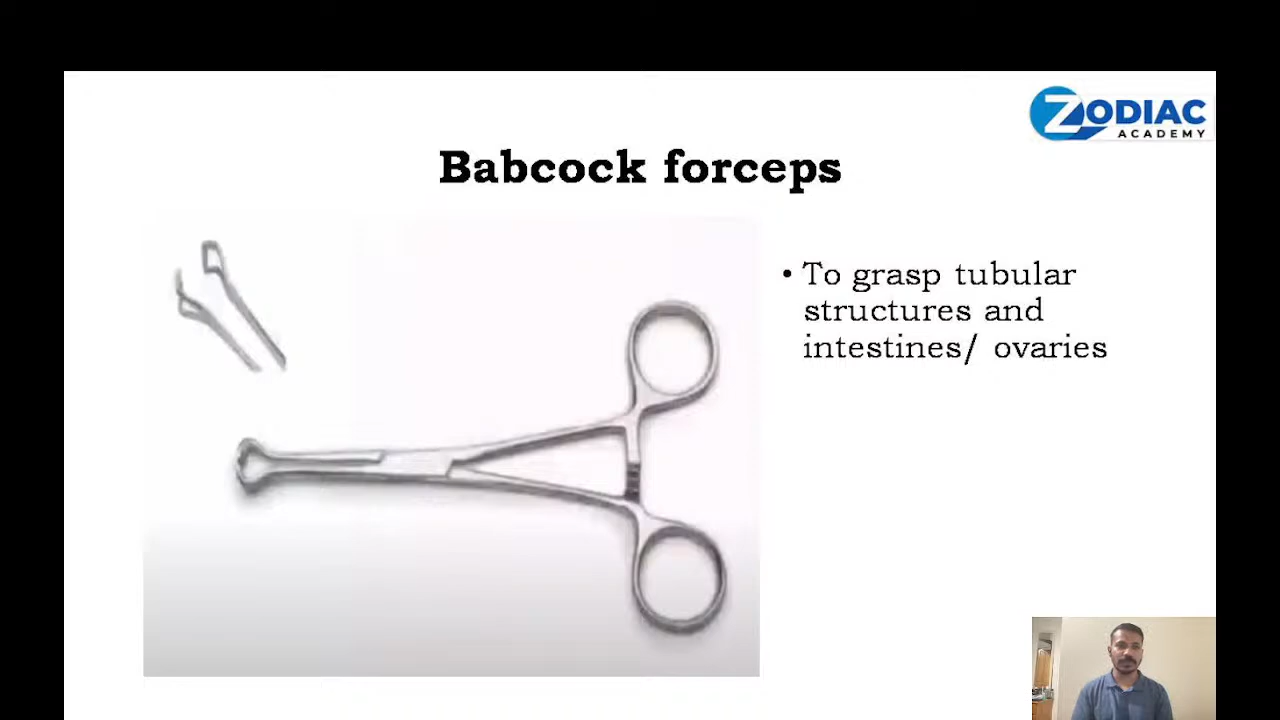 ZODIAC
ACADEMY
Babcock forceps
• To grasp tubular
structures and
intestines/ ovaries